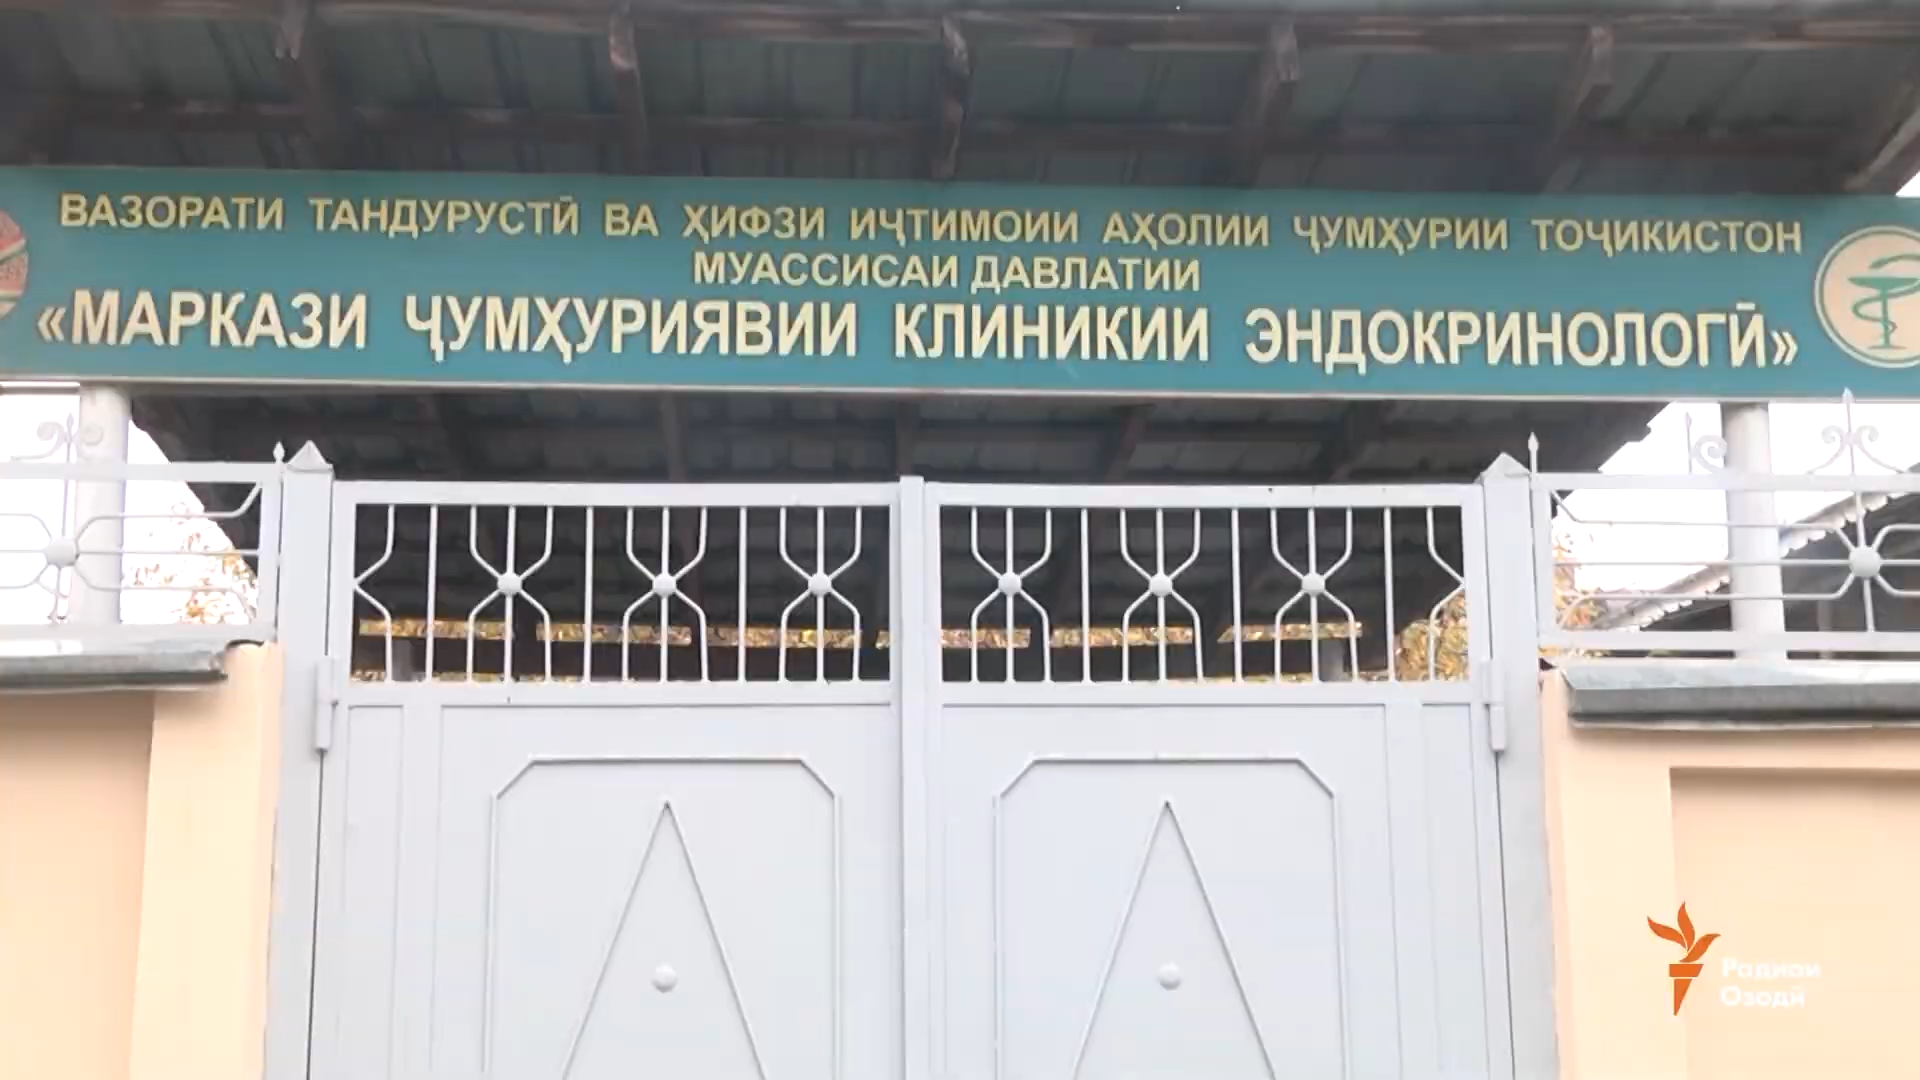 ВАЗОРАТИ ТАНДУРУСТӢ ВА ҲИФЗИ ИҶТИМОИИ АҲОЛИИ ҶУМҲУРИИ ТОҶИКИСТОН
МУАССИСАИ ДАВЛАТИИ
«МАРКАЗИ ҶУМҲУРИЯВИИ КЛИНИКИИ ЭНДОКРИНОЛОГӢ»
Радиои
Озодӣ